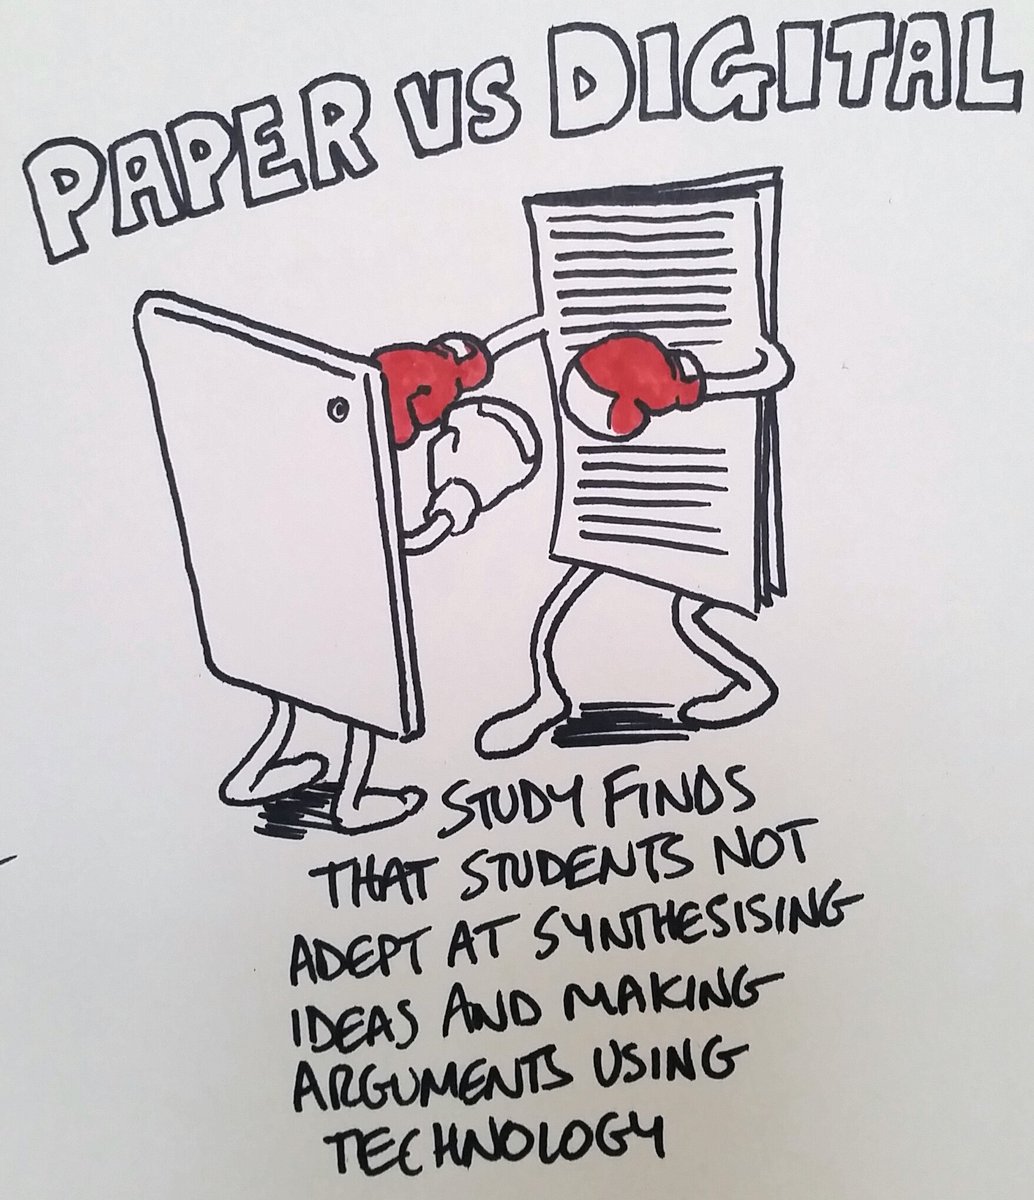 PAPER VS DIGITAL
STUDY FINDS
THAT STUDENTS NOT
ADEPT AT SYNTHESISING
IDEAS AND MAKING
ARGUMENTS USING
TECHNOLOGY